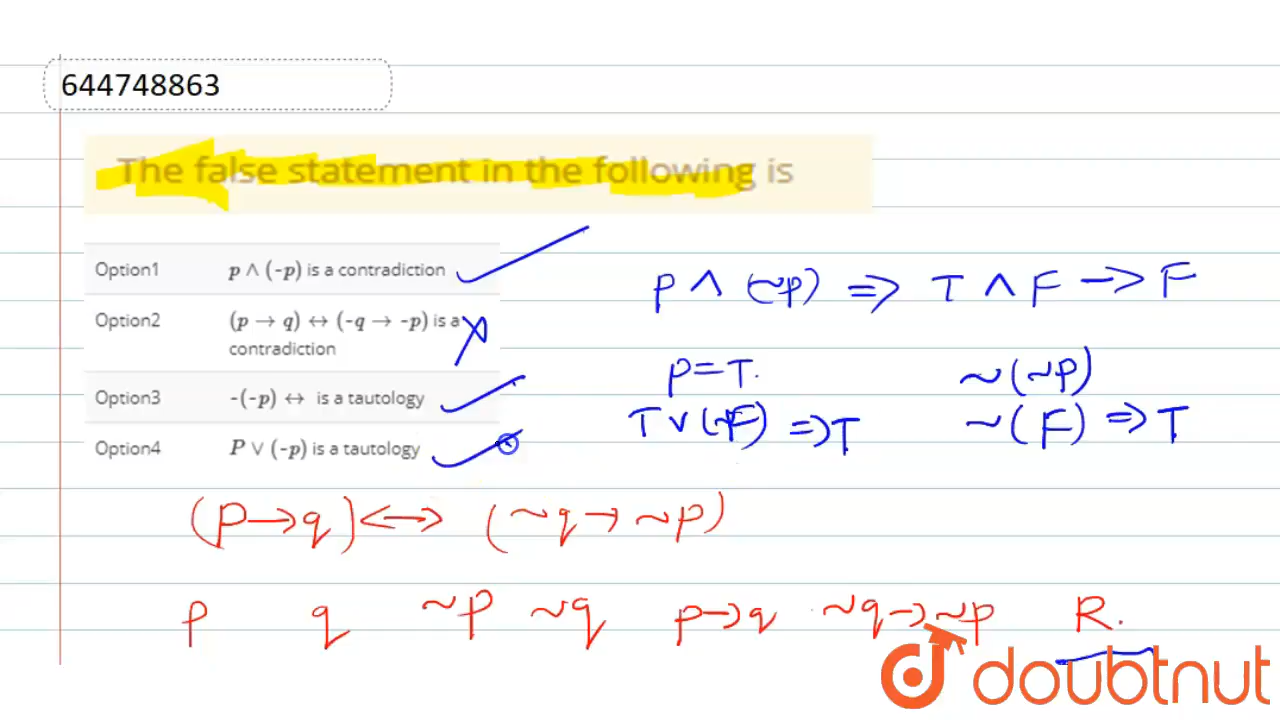 644748863
The false statement in the following is
Option1 p ∧ (-p) is a contradiction
Option2 (p → q) ↔ (-q → -p) is a
contradiction
Option3 -(-p) ↔ is a tautology
Option4 P ∨ (-p) is a tautology
p ∧ (~p) => T ∧ F → F
p = T. ~(~p)
T ∨ (~F) => T ~(F) => T
(p → q) <-> (~q → ~p)
p q ~p ~q p → q ~q → ~p R.
doubtnut